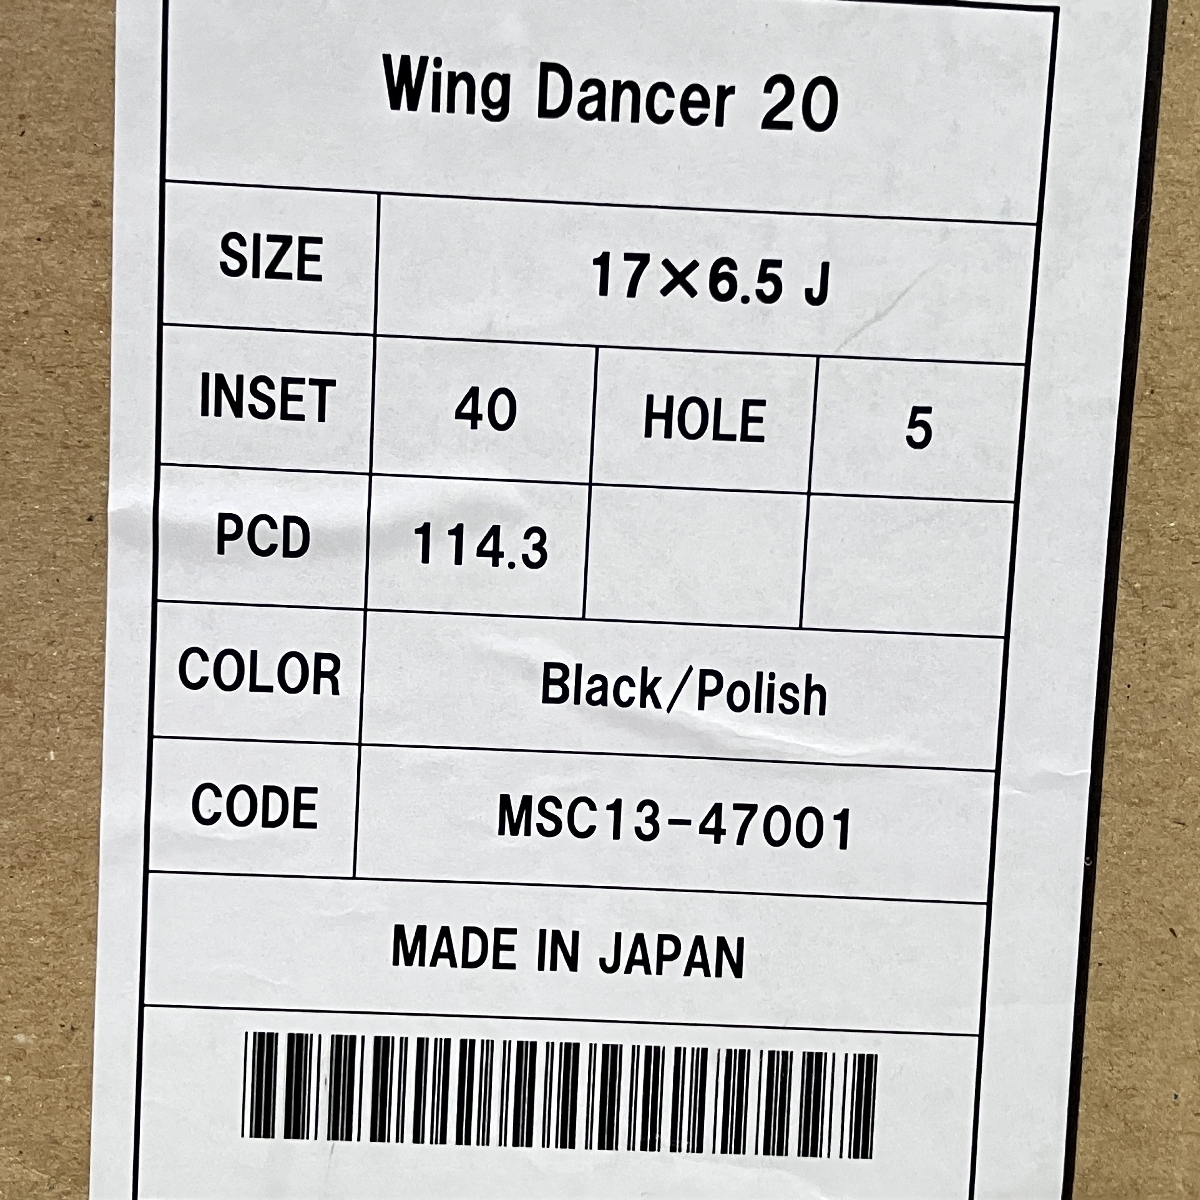 Wing Dancer 20
SIZE 17×6.5 J
INSET 40 HOLE 5
PCD 114.3
COLOR Black/Polish
CODE MSC13-47001
MADE IN JAPAN